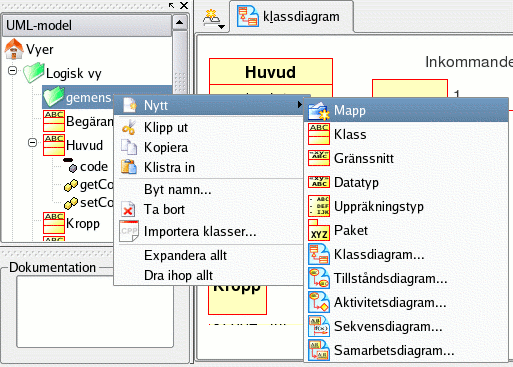 UML-model
klassdiagram
Vyer
Logisk vy
gemens
Begärar
Huvud
code
getCo
setCo
Kropp
Dokumentation
Huvud
Inkommande
1
Kropp
Nytt
Klipp ut
Kopiera
Klistra in
Byt namn...
Ta bort
CPP
Importera klasser...
Expandera allt
Dra ihop allt
Mapp
Klass
Gränssnitt
Datatyp
Uppräkningstyp
Paket
Klassdiagram...
Tillståndsdiagram...
Aktivitetsdiagram...
Sekvensdiagram...
Samarbetsdiagram...